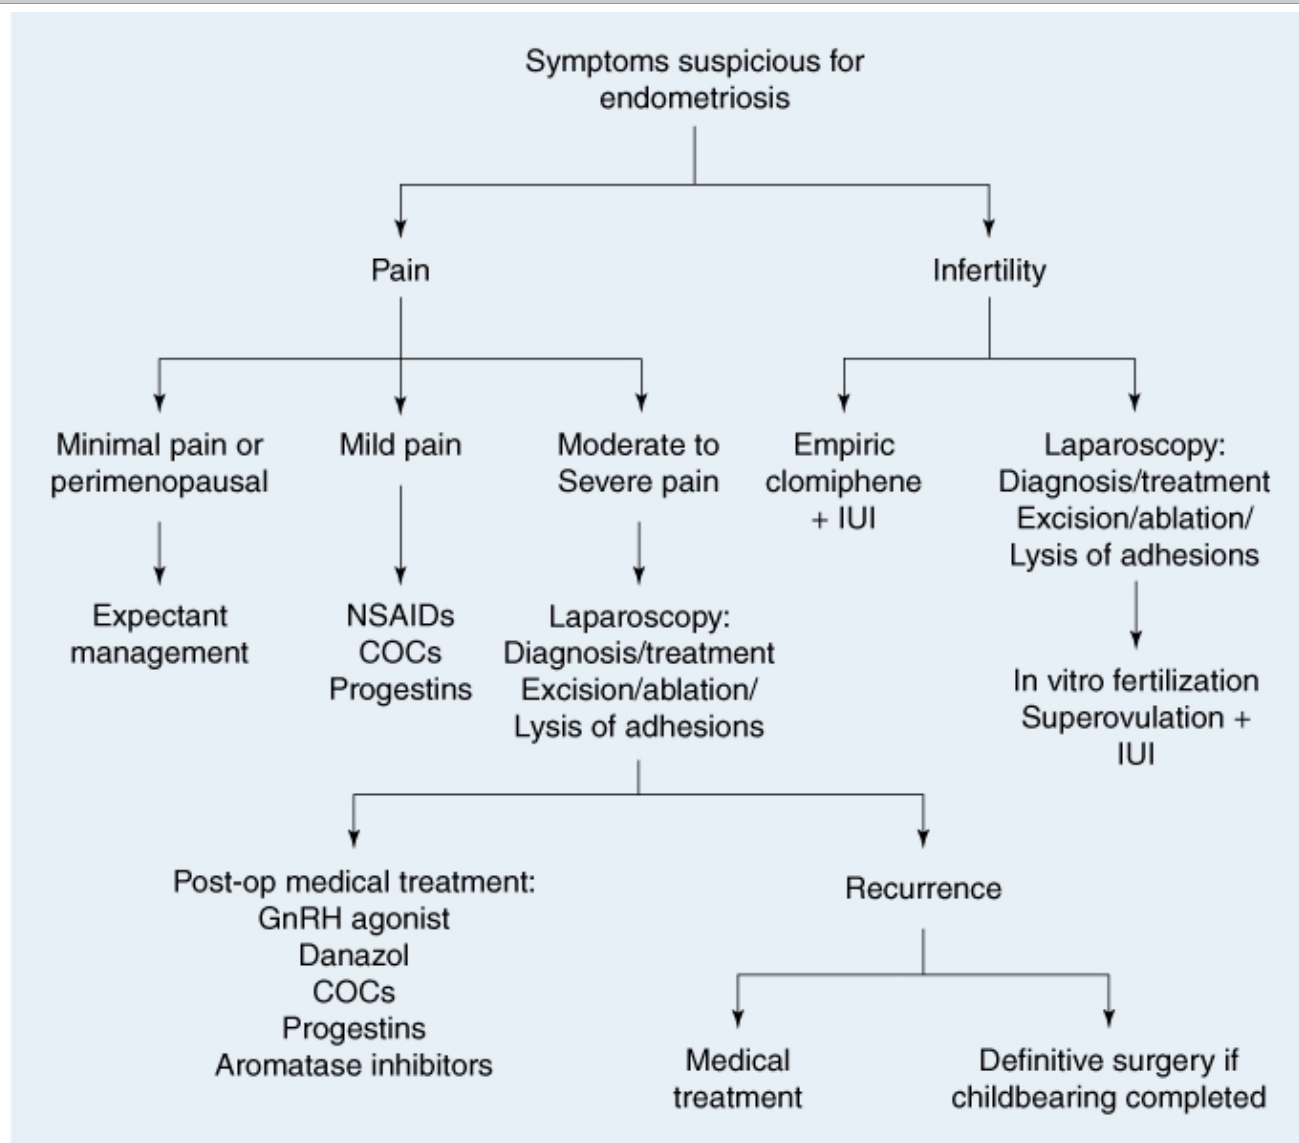 Symptoms suspicious for
endometriosis
Pain
Infertility
Minimal pain or
perimenopausal
Mild pain
Moderate to
Severe pain
Empiric
clomiphene
+ IUI
Laparoscopy:
Diagnosis/treatment
Excision/ablation/
Lysis of adhesions
Expectant
management
NSAIDs
COCs
Progestins
Laparoscopy:
Diagnosis/treatment
Excision/ablation/
Lysis of adhesions
In vitro fertilization
Superovulation +
IUI
Post-op medical treatment:
GnRH agonist
Danazol
COCs
Progestins
Aromatase inhibitors
Recurrence
Medical
treatment
Definitive surgery if
childbearing completed